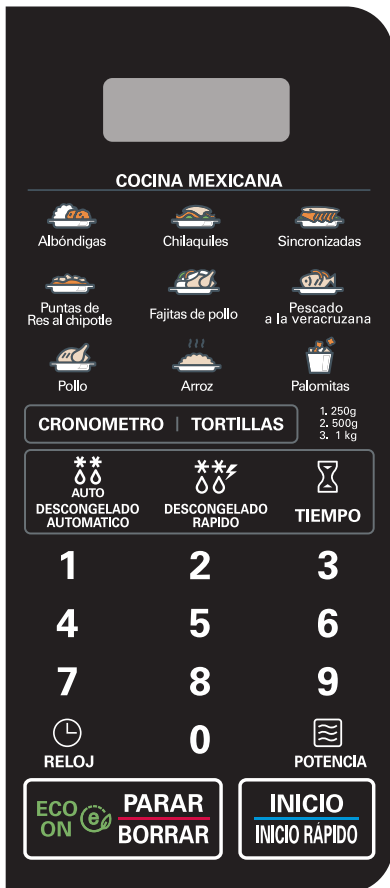 COCINA MEXICANA
Albóndigas
Chilaquiles
Sincronizadas
Puntas de
Res al chipotle
Fajitas de pollo
Pescado
a la veracruzana
Pollo
Arroz
Palomitas
CRONOMETRO | TORTILLAS
1. 250g
2. 500g
3. 1 kg
AUTO
DESCONGELADO
AUTOMATICO
DESCONGELADO
RAPIDO
TIEMPO
1 2 3
4 5 6
7 8 9
RELOJ
0
POTENCIA
ECO
ON
e
PARAR
BORRAR
INICIO
INICIO RÁPIDO